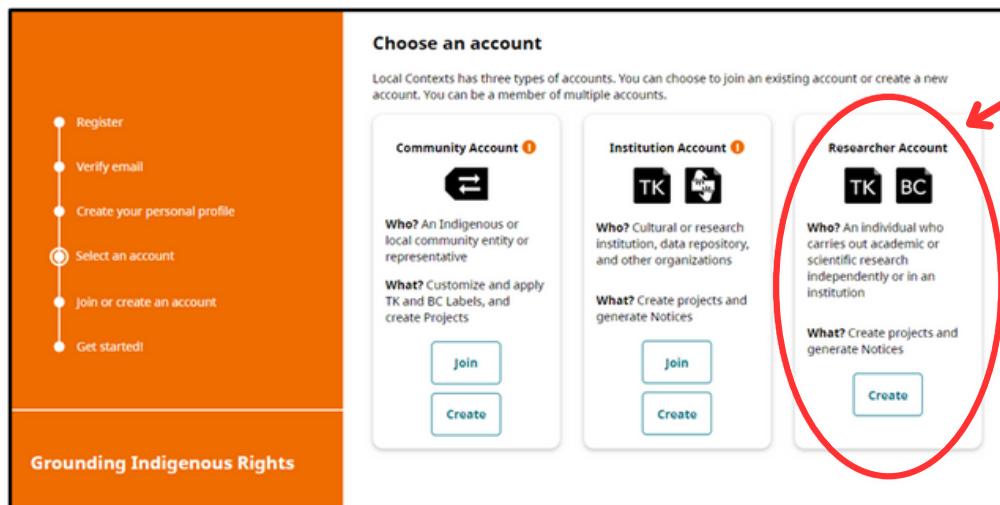 Register
Verify email
Create your personal profile
Select an account
Join or create an account
Get started!
Grounding Indigenous Rights
Choose an account
Local Contexts has three types of accounts. You can choose to join an existing account or create a new
account. You can be a member of multiple accounts.
Community Account !
Who? An Indigenous or
local community entity or
representative
What? Customize and apply
TK and BC Labels, and
create Projects
Join
Create
Institution Account !
TK
Who? Cultural or research
institution, data repository,
and other organizations
What? Create projects and
generate Notices
Join
Create
Researcher Account
TK BC
Who? An individual who
carries out academic or
scientific research
independently or in an
institution
What? Create projects and
generate Notices
Create